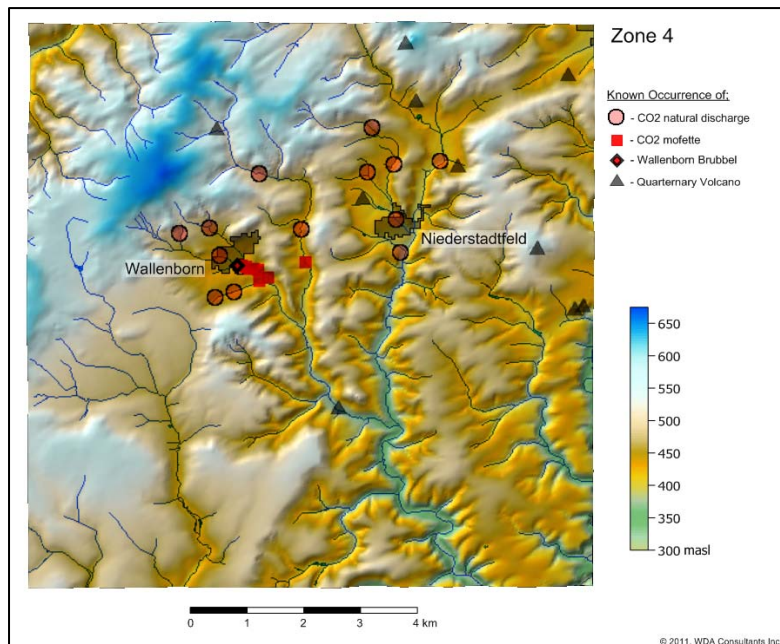 Zone 4
Known Occurrence of:
- CO2 natural discharge
- CO2 mofette
- Wallenborn Brubbel
- Quarternary Volcano
Niederstadtfeld
Wallenborn
650
600
550
500
450
400
350
300 masl
0 1 2 3 4 km
© 2011, WDA Consultants Inc.